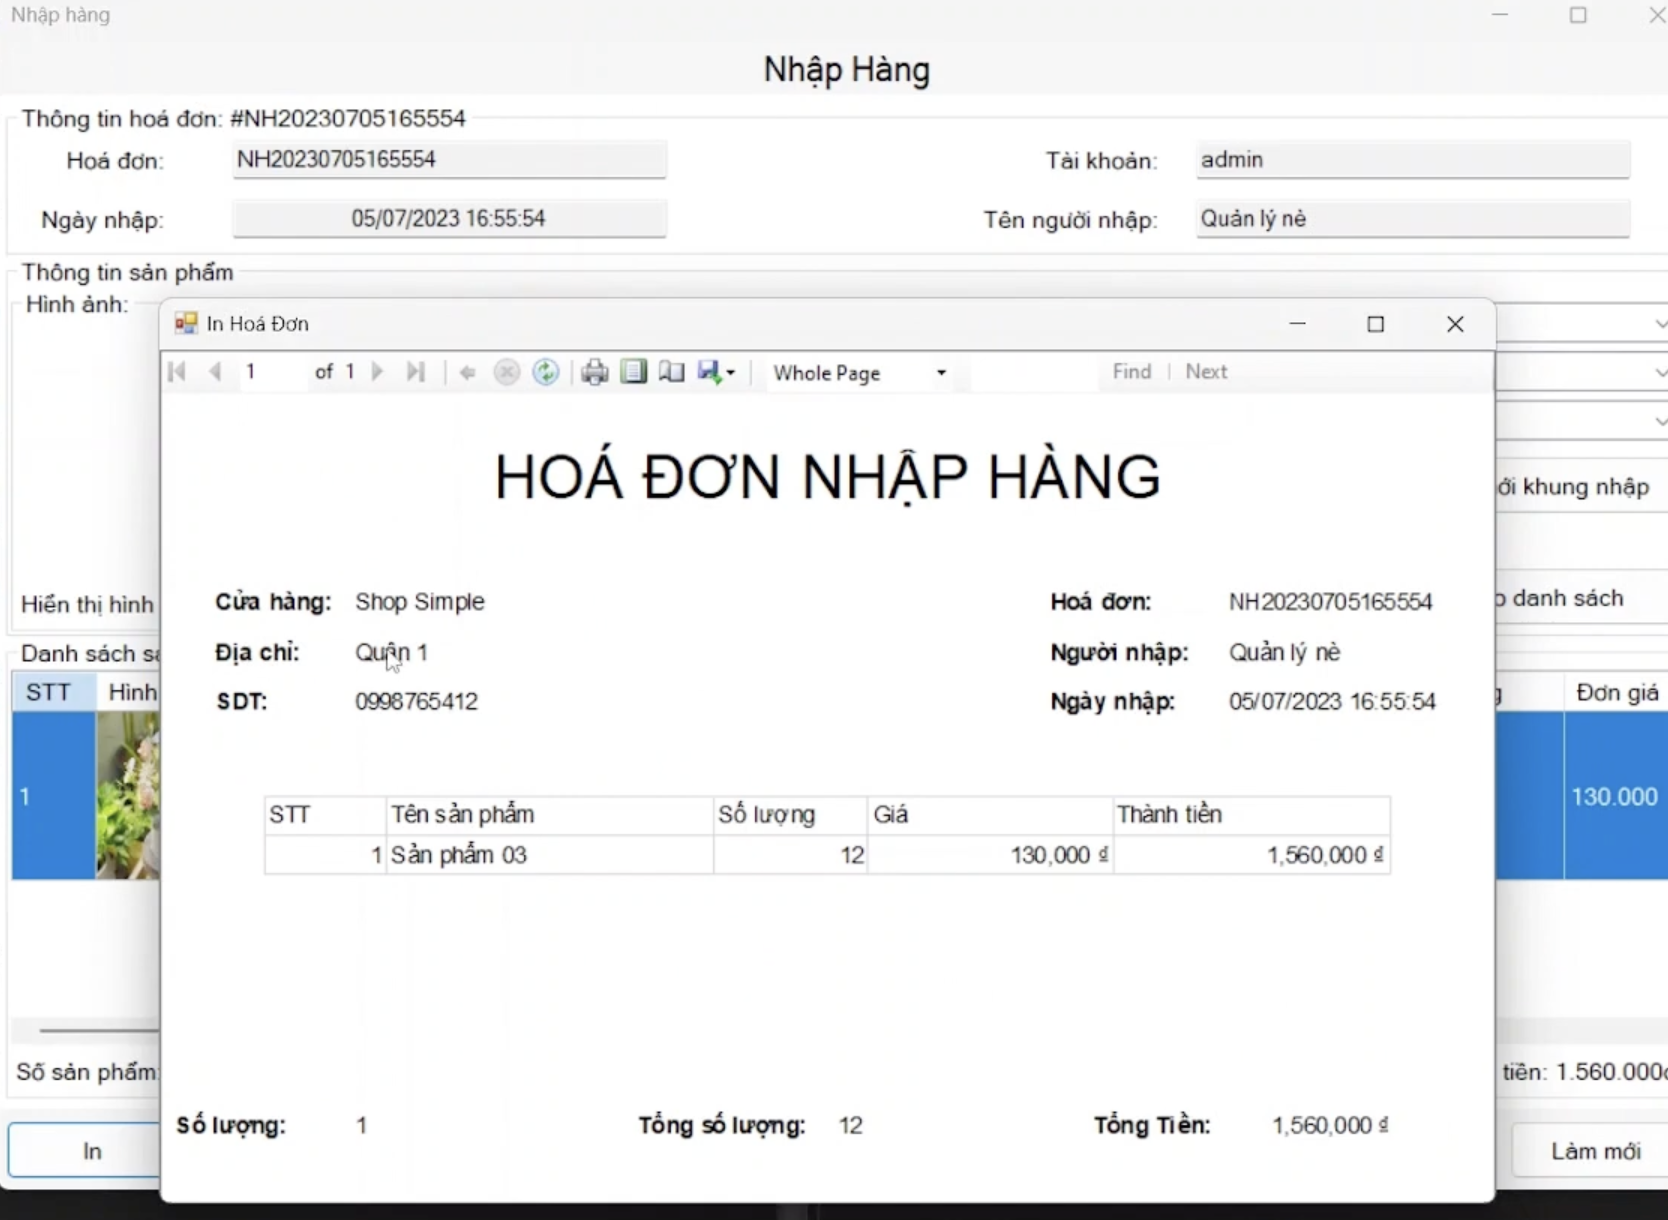 Nhập hàng
Nhập Hàng
Thông tin hoá đơn: #NH20230705165554
Hoá đơn: NH20230705165554 Tài khoản: admin
Ngày nhập: 05/07/2023 16:55:54 Tên người nhập: Quản lý nè
Thông tin sản phẩm
Hình ảnh:
In Hoá Đơn
1 of 1 Whole Page Find | Next
HOÁ ĐƠN NHẬP HÀNG
khung nhập
Cửa hàng: Shop Simple Hoá đơn: NH20230705165554
Hiển thị hình danh sách
Địa chỉ: Quận 1 Người nhập: Quản lý nè
Danh sách
SDT: 0998765412 Ngày nhập: 05/07/2023 16:55:54
STT Hình Đơn giá
1 130.000
STT Tên sản phẩm Số lượng Giá Thành tiền
1 Sản phẩm 03 12 130,000 ₫ 1,560,000 ₫
Số sản phẩm: tiền: 1.560.000
Số lượng: 1 Tổng số lượng: 12 Tổng Tiền: 1,560,000 ₫
In Làm mới